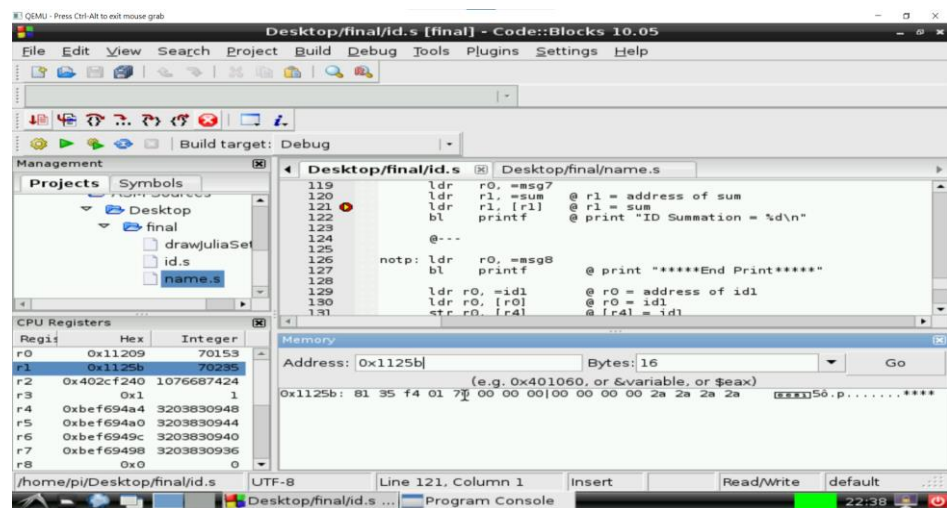 QEMU - Press Ctrl-Alt to exit mouse grab
Desktop/final/id.s [final] - Code::Blocks 10.05
File Edit View Search Project Build Debug Tools Plugins Settings Help
Build target: Debug
Management
Projects Symbols
ASM Sources
Desktop
final
drawJuliaSet
id.s
name.s
Desktop/final/id.s Desktop/final/name.s
119 ldr r0, =msg7
120 ldr r1, =sum @ r1 = address of sum
121 ldr r1, [r1] @ r1 = sum
122 bl printf @ print "ID Summation = %d\n"
123
124 @---
125
126 notp: ldr r0, =msg8
127 bl printf @ print "*****End Print*****"
128
129 ldr r0, =id1 @ r0 = address of id1
130 ldr r0, [r0] @ r0 = id1
131 str r0, [r4] @ [r4] = id1
CPU Registers
Regis Hex Integer
r0 0x11209 70153
r1 0x1125b 70235
r2 0x402cf240 1076687424
r3 0x1 1
r4 0xbef694a4 3203830948
r5 0xbef694a0 3203830944
r6 0xbef6949c 3203830940
r7 0xbef69498 3203830936
r8 0x0 0
Memory
Address: 0x1125b Bytes: 16 Go
(e.g. 0x401060, or &variable, or $eax)
0x1125b: 81 35 f4 01 70 00 00 00|00 00 00 00 2a 2a 2a 2a 5ô.p.......****
/home/pi/Desktop/final/id.s UTF-8 Line 121, Column 1 Insert Read/Write default
Desktop/final/id.s ... Program Console 22:38